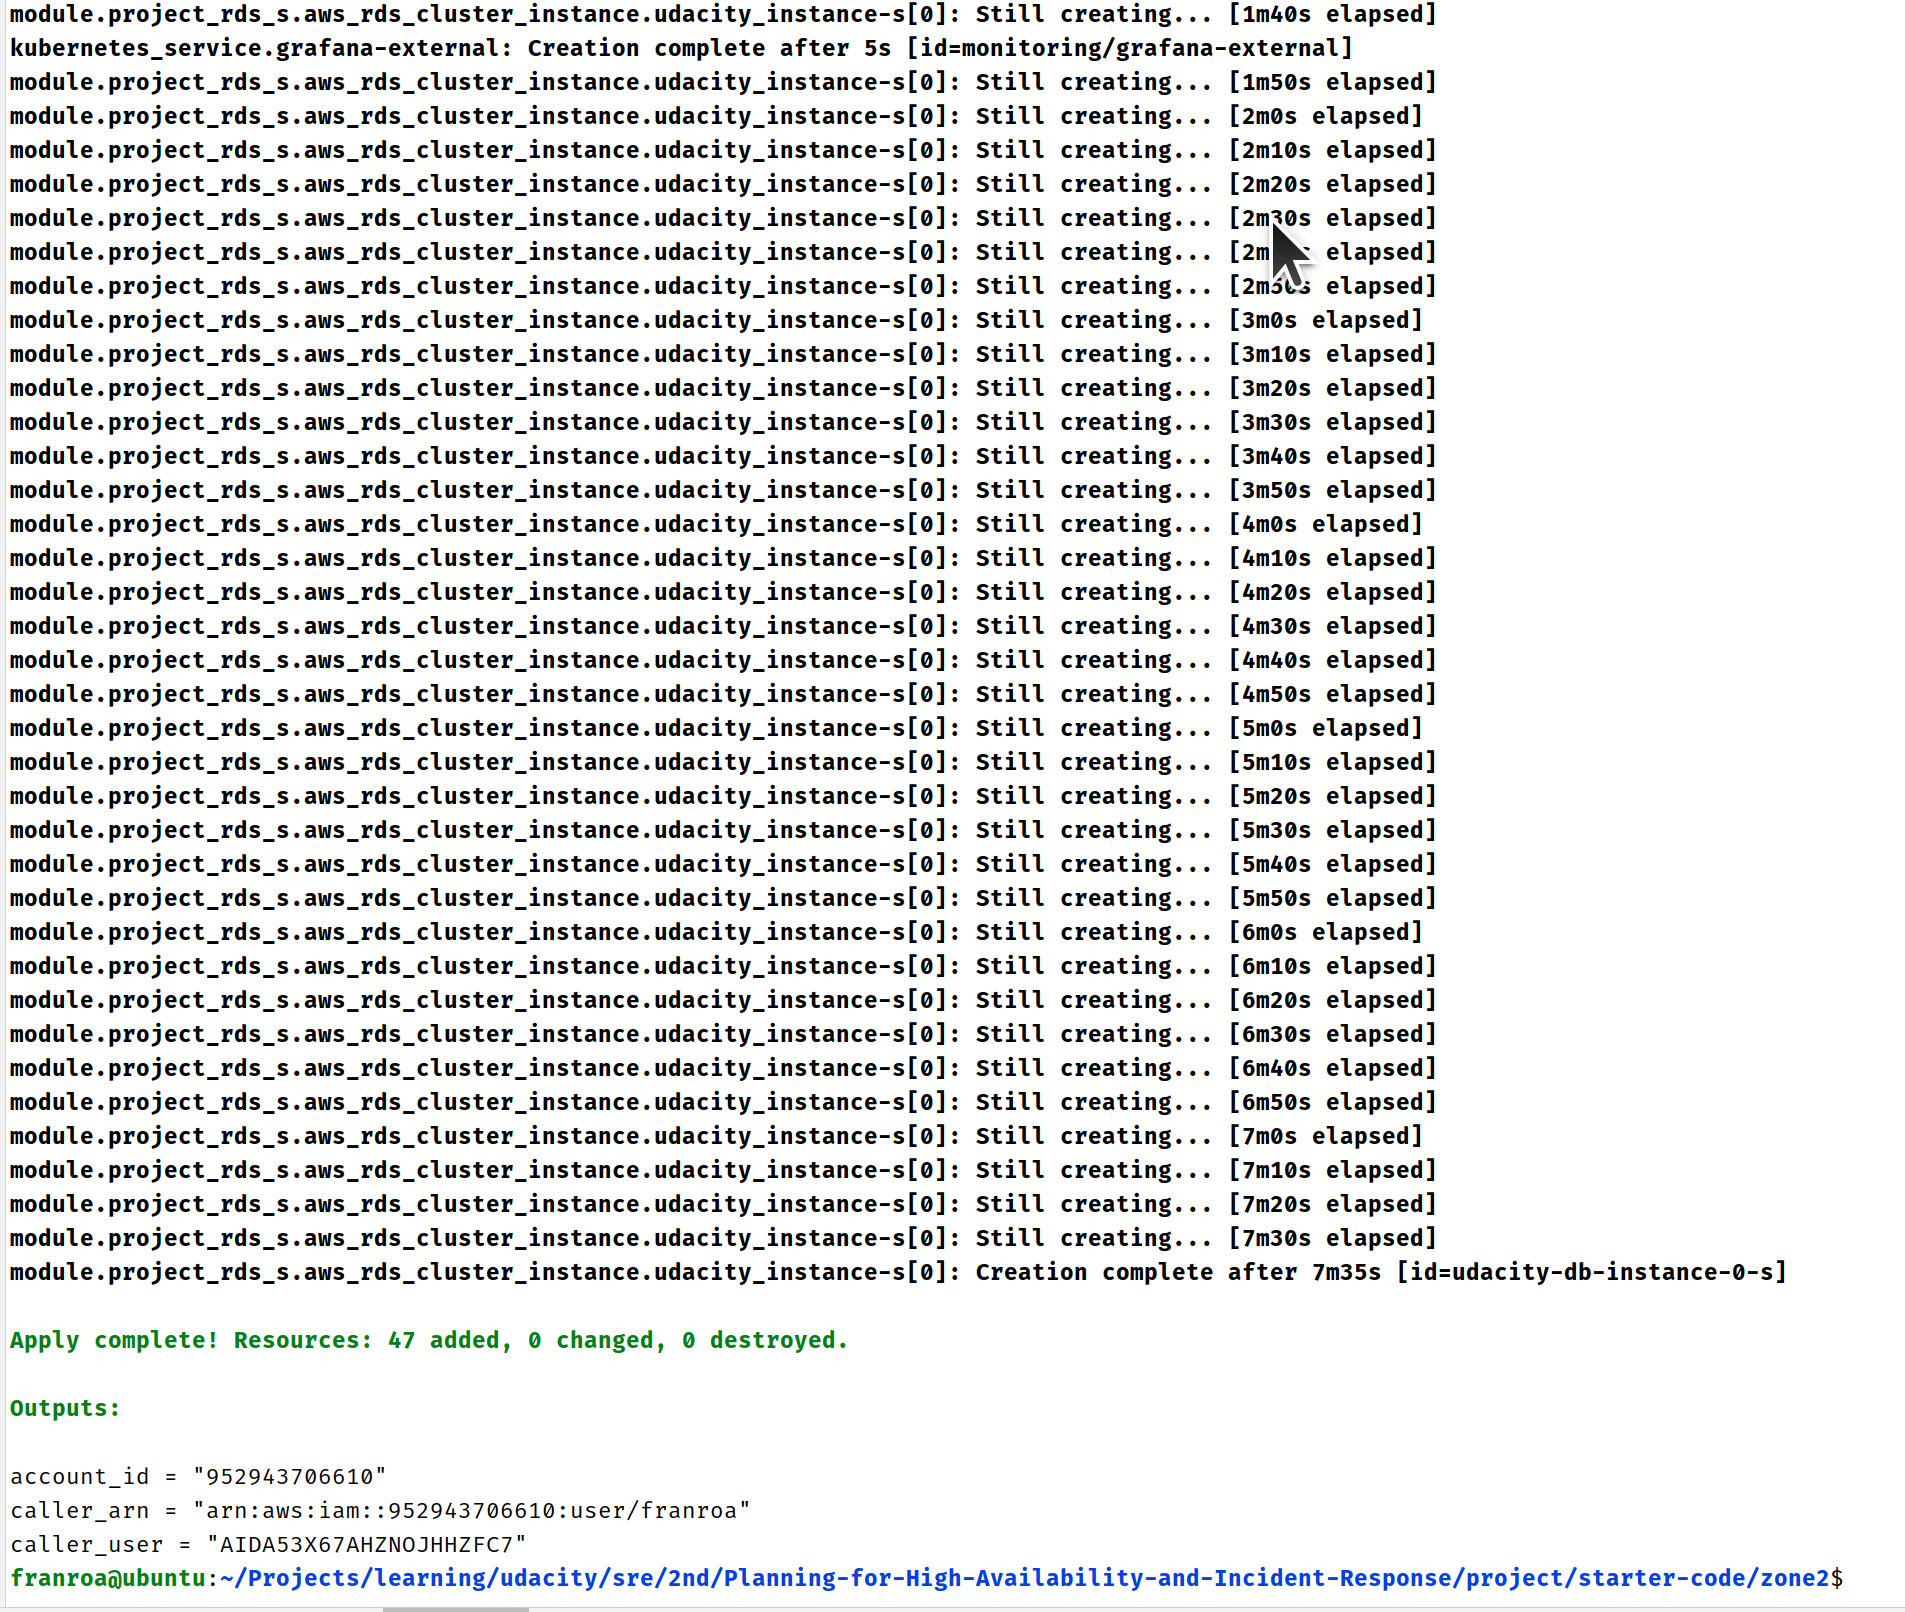 module.project_rds_s.aws_rds_cluster_instance.udacity_instance-s[0]: Still creating... [1m40s elapsed]
kubernetes_service.grafana-external: Creation complete after 5s [id=monitoring/grafana-external]
module.project_rds_s.aws_rds_cluster_instance.udacity_instance-s[0]: Still creating... [1m50s elapsed]
module.project_rds_s.aws_rds_cluster_instance.udacity_instance-s[0]: Still creating... [2m0s elapsed]
module.project_rds_s.aws_rds_cluster_instance.udacity_instance-s[0]: Still creating... [2m10s elapsed]
module.project_rds_s.aws_rds_cluster_instance.udacity_instance-s[0]: Still creating... [2m20s elapsed]
module.project_rds_s.aws_rds_cluster_instance.udacity_instance-s[0]: Still creating... [2m30s elapsed]
module.project_rds_s.aws_rds_cluster_instance.udacity_instance-s[0]: Still creating... elapsed]
module.project_rds_s.aws_rds_cluster_instance.udacity_instance-s[0]: Still creating... [2m50s elapsed]
module.project_rds_s.aws_rds_cluster_instance.udacity_instance-s[0]: Still creating... [3m0s elapsed]
module.project_rds_s.aws_rds_cluster_instance.udacity_instance-s[0]: Still creating... [3m10s elapsed]
module.project_rds_s.aws_rds_cluster_instance.udacity_instance-s[0]: Still creating... [3m20s elapsed]
module.project_rds_s.aws_rds_cluster_instance.udacity_instance-s[0]: Still creating... [3m30s elapsed]
module.project_rds_s.aws_rds_cluster_instance.udacity_instance-s[0]: Still creating... [3m40s elapsed]
module.project_rds_s.aws_rds_cluster_instance.udacity_instance-s[0]: Still creating... [3m50s elapsed]
module.project_rds_s.aws_rds_cluster_instance.udacity_instance-s[0]: Still creating... [4m0s elapsed]
module.project_rds_s.aws_rds_cluster_instance.udacity_instance-s[0]: Still creating... [4m10s elapsed]
module.project_rds_s.aws_rds_cluster_instance.udacity_instance-s[0]: Still creating... [4m20s elapsed]
module.project_rds_s.aws_rds_cluster_instance.udacity_instance-s[0]: Still creating... [4m30s elapsed]
module.project_rds_s.aws_rds_cluster_instance.udacity_instance-s[0]: Still creating... [4m40s elapsed]
module.project_rds_s.aws_rds_cluster_instance.udacity_instance-s[0]: Still creating... [4m50s elapsed]
module.project_rds_s.aws_rds_cluster_instance.udacity_instance-s[0]: Still creating... [5m0s elapsed]
module.project_rds_s.aws_rds_cluster_instance.udacity_instance-s[0]: Still creating... [5m10s elapsed]
module.project_rds_s.aws_rds_cluster_instance.udacity_instance-s[0]: Still creating... [5m20s elapsed]
module.project_rds_s.aws_rds_cluster_instance.udacity_instance-s[0]: Still creating... [5m30s elapsed]
module.project_rds_s.aws_rds_cluster_instance.udacity_instance-s[0]: Still creating... [5m40s elapsed]
module.project_rds_s.aws_rds_cluster_instance.udacity_instance-s[0]: Still creating... [5m50s elapsed]
module.project_rds_s.aws_rds_cluster_instance.udacity_instance-s[0]: Still creating... [6m0s elapsed]
module.project_rds_s.aws_rds_cluster_instance.udacity_instance-s[0]: Still creating... [6m10s elapsed]
module.project_rds_s.aws_rds_cluster_instance.udacity_instance-s[0]: Still creating... [6m20s elapsed]
module.project_rds_s.aws_rds_cluster_instance.udacity_instance-s[0]: Still creating... [6m30s elapsed]
module.project_rds_s.aws_rds_cluster_instance.udacity_instance-s[0]: Still creating... [6m40s elapsed]
module.project_rds_s.aws_rds_cluster_instance.udacity_instance-s[0]: Still creating... [6m50s elapsed]
module.project_rds_s.aws_rds_cluster_instance.udacity_instance-s[0]: Still creating... [7m0s elapsed]
module.project_rds_s.aws_rds_cluster_instance.udacity_instance-s[0]: Still creating... [7m10s elapsed]
module.project_rds_s.aws_rds_cluster_instance.udacity_instance-s[0]: Still creating... [7m20s elapsed]
module.project_rds_s.aws_rds_cluster_instance.udacity_instance-s[0]: Still creating... [7m30s elapsed]
module.project_rds_s.aws_rds_cluster_instance.udacity_instance-s[0]: Creation complete after 7m35s [id=udacity-db-instance-0-s]
Apply complete! Resources: 47 added, 0 changed, 0 destroyed.
Outputs:
account_id = "952943706610"
caller_arn = "arn:aws:iam::952943706610:user/franroa"
caller_user = "AIDA53X67AHZNOJHHZFC7"
franroa@ubuntu:~/Projects/learning/udacity/sre/2nd/Planning-for-High-Availability-and-Incident-Response/project/starter-code/zone2$